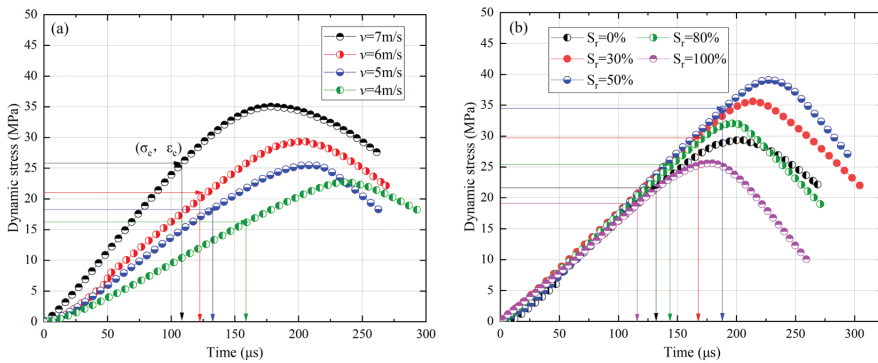 (a)
v=7m/s
v=6m/s
v=5m/s
v=4m/s
(σc, εc)
Dynamic stress (MPa)
50
45
40
35
30
25
20
15
10
5
0
0 50 100 150 200 250 300
Time (μs)
(b)
Sr=0% Sr=80%
Sr=30% Sr=100%
Sr=50%
Dynamic stress (MPa)
50
45
40
35
30
25
20
15
10
5
0
0 50 100 150 200 250 300
Time (μs)